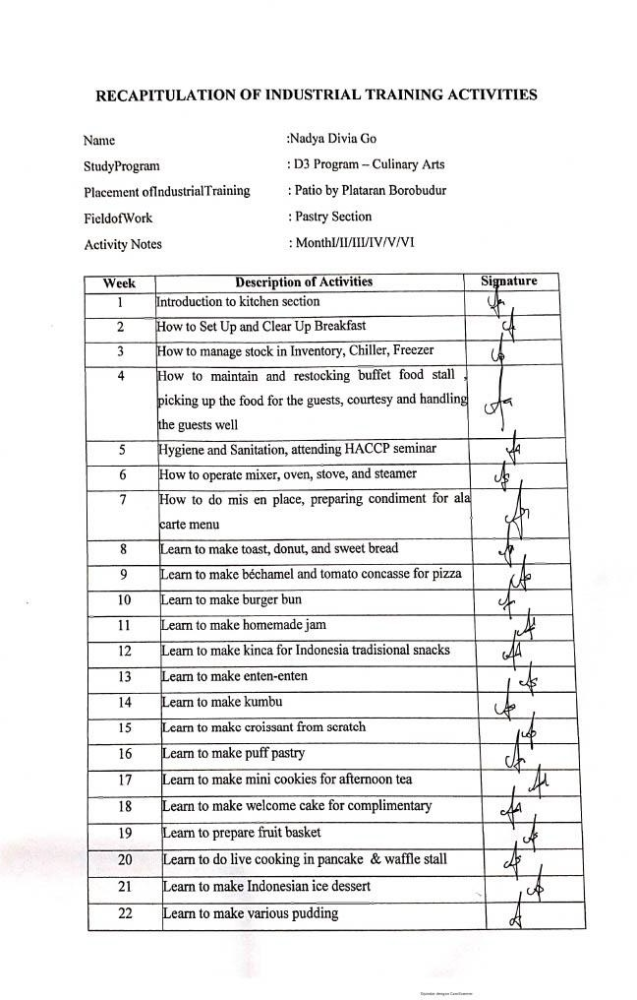 RECAPITULATION OF INDUSTRIAL TRAINING ACTIVITIES
Name :Nadya Divia Go
StudyProgram : D3 Program – Culinary Arts
Placement ofIndustrialTraining : Patio by Plataran Borobudur
FieldofWork : Pastry Section
Activity Notes : MonthI/II/III/IV/V/VI
Week Description of Activities Signature
1 Introduction to kitchen section
2 How to Set Up and Clear Up Breakfast
3 How to manage stock in Inventory, Chiller, Freezer
4 How to maintain and restocking buffet food stall ,
picking up the food for the guests, courtesy and handling
the guests well
5 Hygiene and Sanitation, attending HACCP seminar
6 How to operate mixer, oven, stove, and steamer
7 How to do mis en place, preparing condiment for ala
carte menu
8 Learn to make toast, donut, and sweet bread
9 Learn to make béchamel and tomato concasse for pizza
10 Learn to make burger bun
11 Learn to make homemade jam
12 Learn to make kinca for Indonesia tradisional snacks
13 Learn to make enten-enten
14 Learn to make kumbu
15 Learn to make croissant from scratch
16 Learn to make puff pastry
17 Learn to make mini cookies for afternoon tea
18 Learn to make welcome cake for complimentary
19 Learn to prepare fruit basket
20 Learn to do live cooking in pancake & waffle stall
21 Learn to make Indonesian ice dessert
22 Learn to make various pudding
Dipindai dengan CamScanner